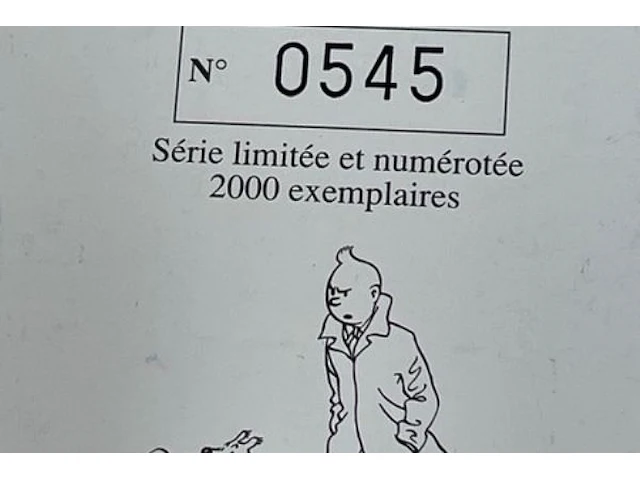 N° 0545
Série limitée et numérotée
2000 exemplaires